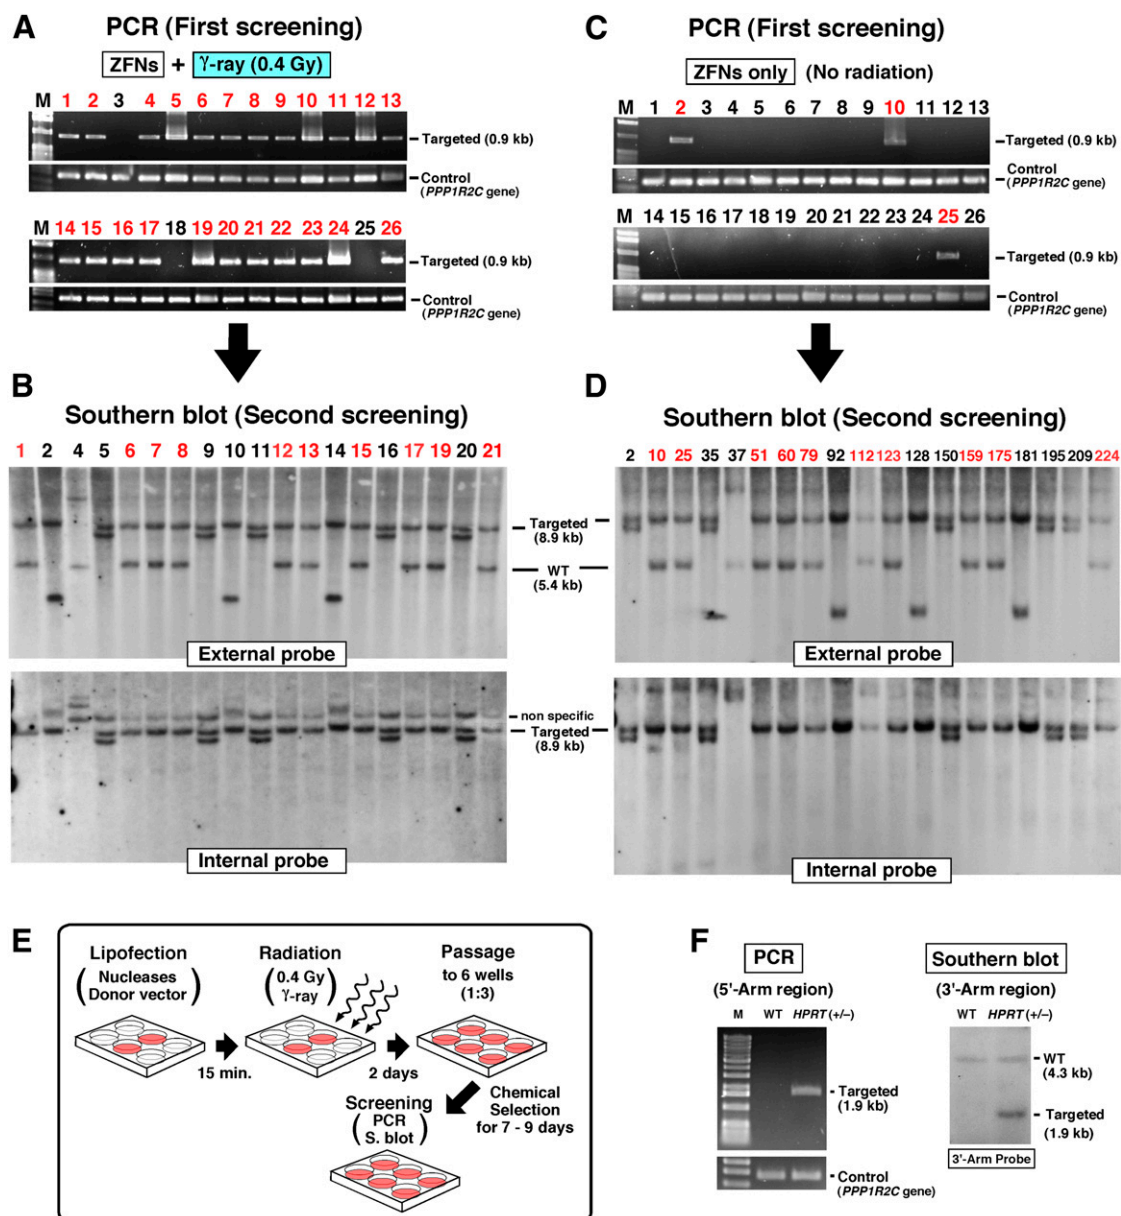 A
PCR (First screening)
ZFNs + γ-ray (0.4 Gy)
M 1 2 3 4 5 6 7 8 9 10 11 12 13
Targeted (0.9 kb)
Control
(PPP1R2C gene)
M 14 15 16 17 18 19 20 21 22 23 24 25 26
Targeted (0.9 kb)
Control
(PPP1R2C gene)
B
Southern blot (Second screening)
1 2 4 5 6 7 8 9 10 11 12 13 14 15 16 17 19 20 21
Targeted
(8.9 kb)
WT
(5.4 kb)
External probe
non specific
Targeted
(8.9 kb)
Internal probe
C
PCR (First screening)
ZFNs only (No radiation)
M 1 2 3 4 5 6 7 8 9 10 11 12 13
Targeted (0.9 kb)
Control
(PPP1R2C gene)
M 14 15 16 17 18 19 20 21 22 23 24 25 26
Targeted (0.9 kb)
Control
(PPP1R2C gene)
D
Southern blot (Second screening)
2 10 25 35 37 51 60 79 92 112 123 128 150 159 175 181 195 209 224
External probe
Internal probe
E
Lipofection
(Nucleases
Donor vector)
15 min.
Radiation
(0.4 Gy
γ-ray)
2 days
Passage
to 6 wells
(1:3)
Chemical
Selection
for 7 - 9 days
Screening
(PCR
S. blot)
F
PCR
(5'-Arm region)
M WT HPRT (+/–)
Targeted
(1.9 kb)
Control
(PPP1R2C gene)
Southern blot
(3'-Arm region)
WT HPRT (+/–)
WT
(4.3 kb)
Targeted
(1.9 kb)
3'-Arm Probe